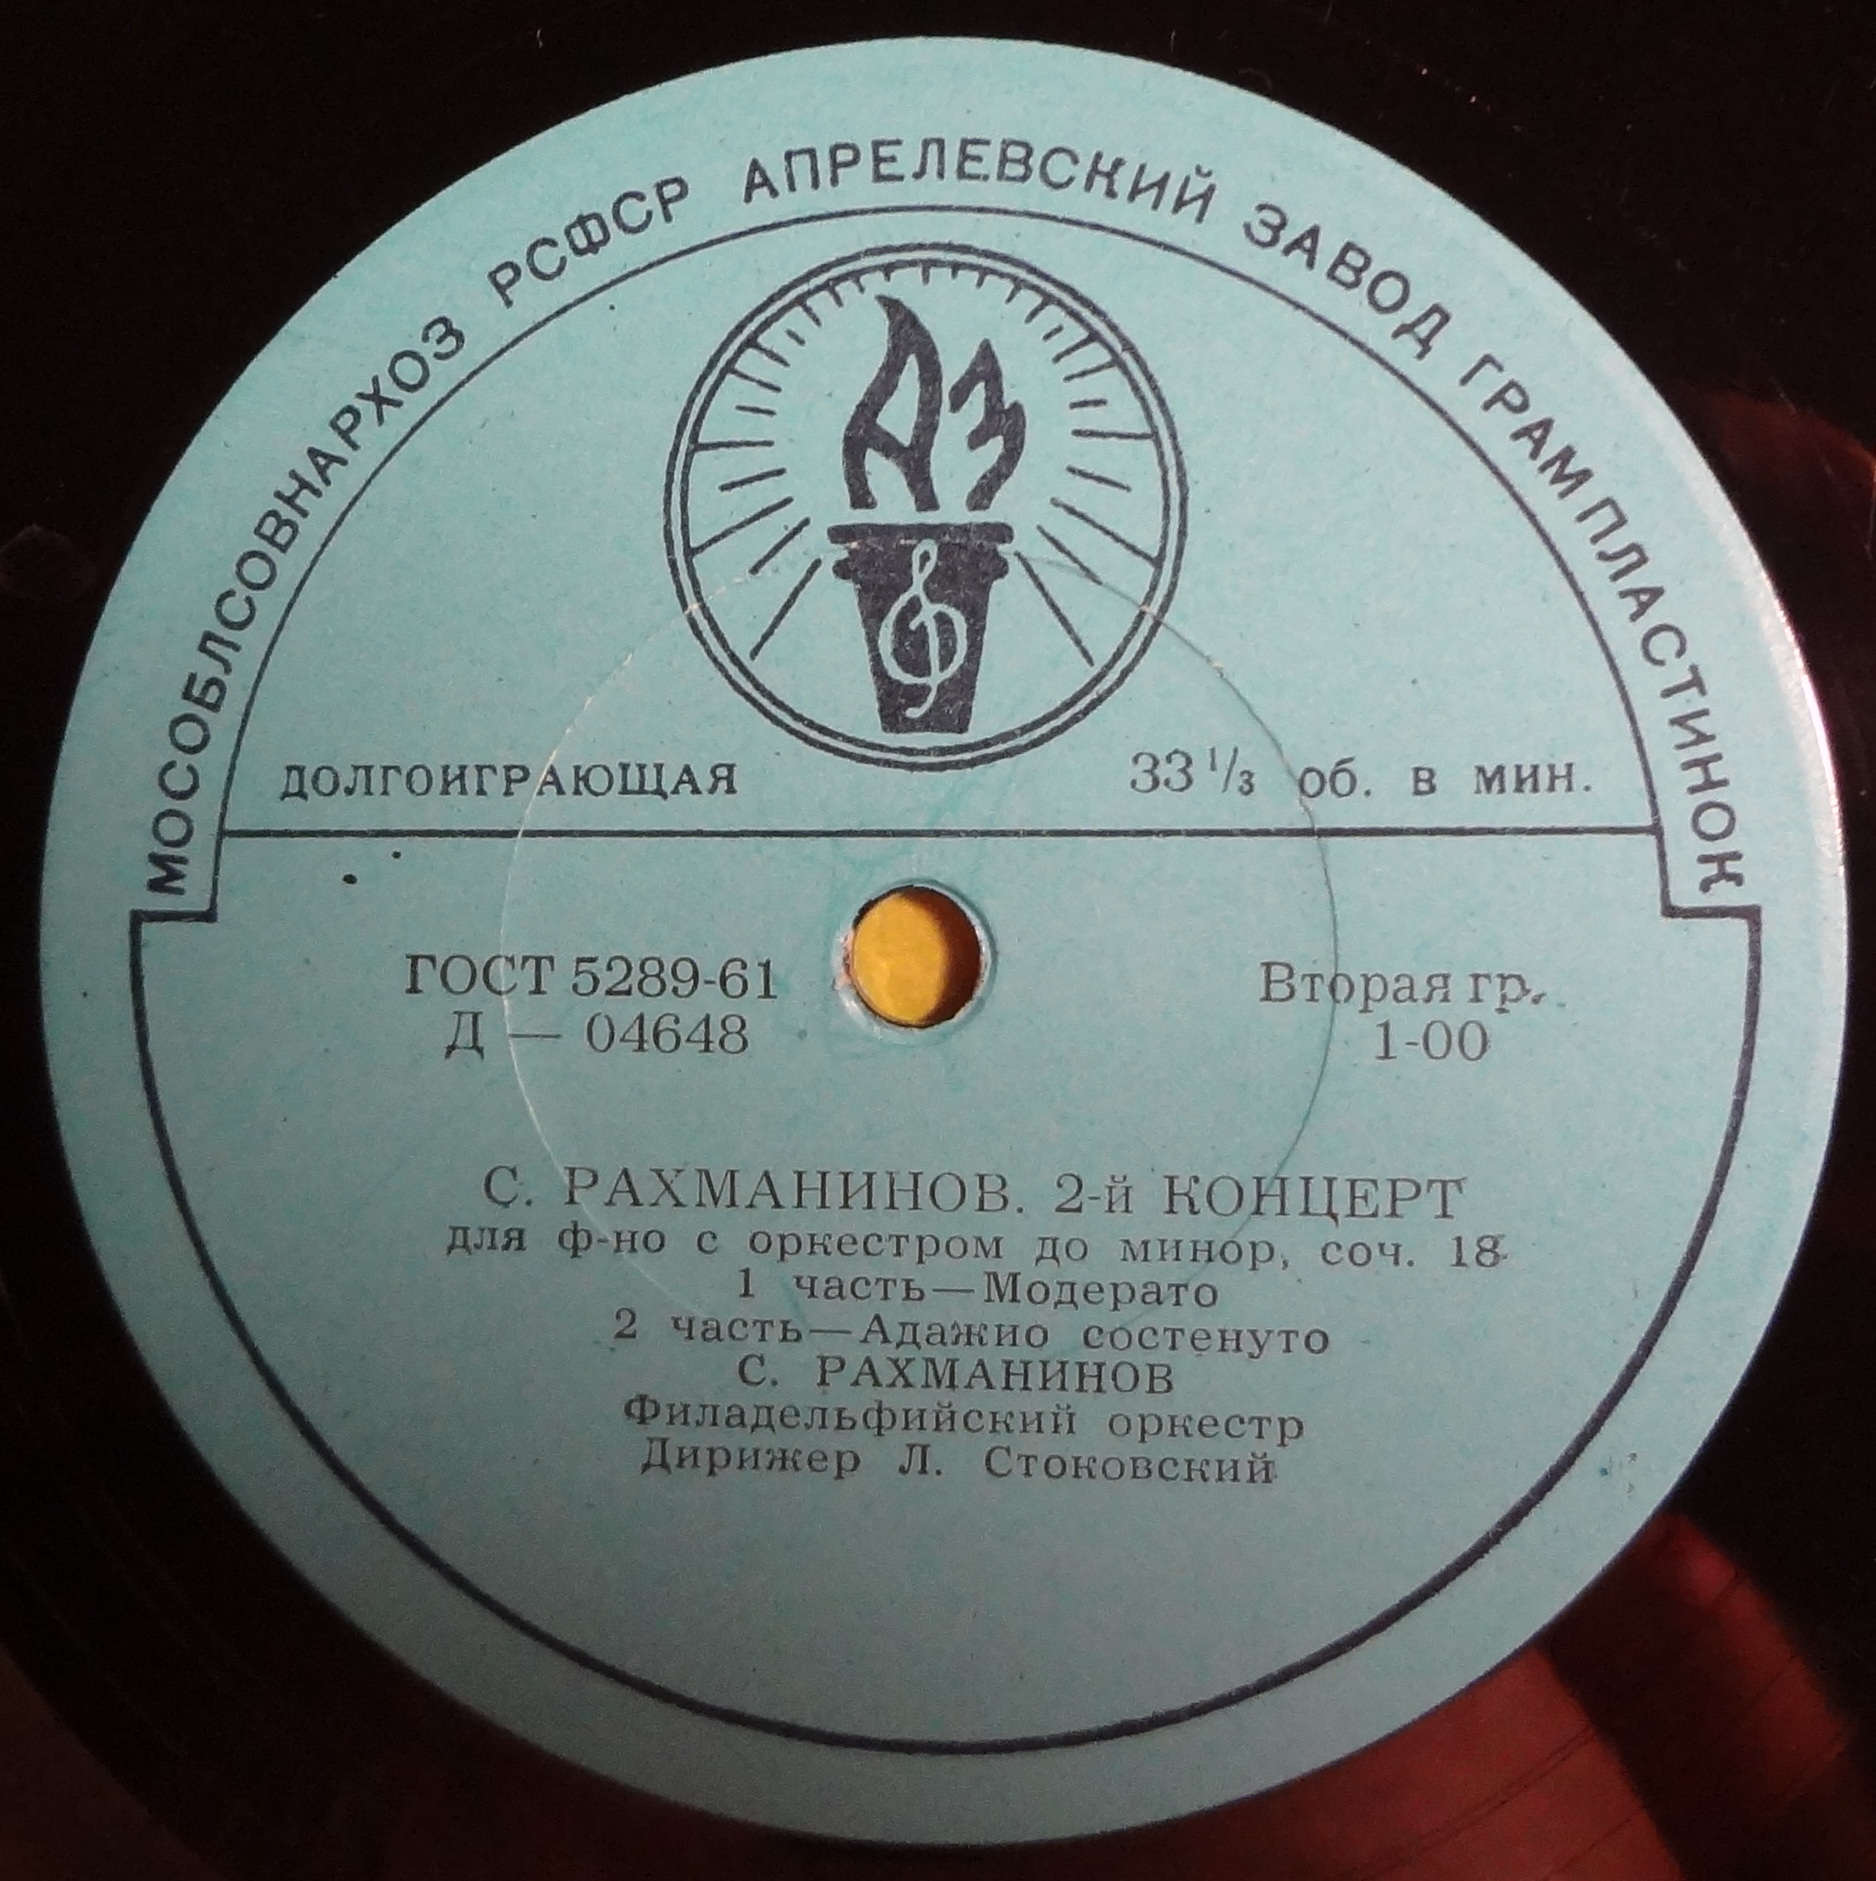 МОСОБЛСОВНАРХОЗ РСФСР АПРЕЛЕВСКИЙ ЗАВОД ГРАМПЛАСТИНОК
АЗ
ДОЛГОИГРАЮЩАЯ 33 1/3 об. в мин.
ГОСТ 5289-61 Вторая гр.
Д — 04648 1-00
С. РАХМАНИНОВ. 2-й КОНЦЕРТ
для ф-но с оркестром до минор, соч. 18
1 часть—Модерато
2 часть—Адажио состенуто
С. РАХМАНИНОВ
Филадельфийский оркестр
Дирижер Л. Стоковский